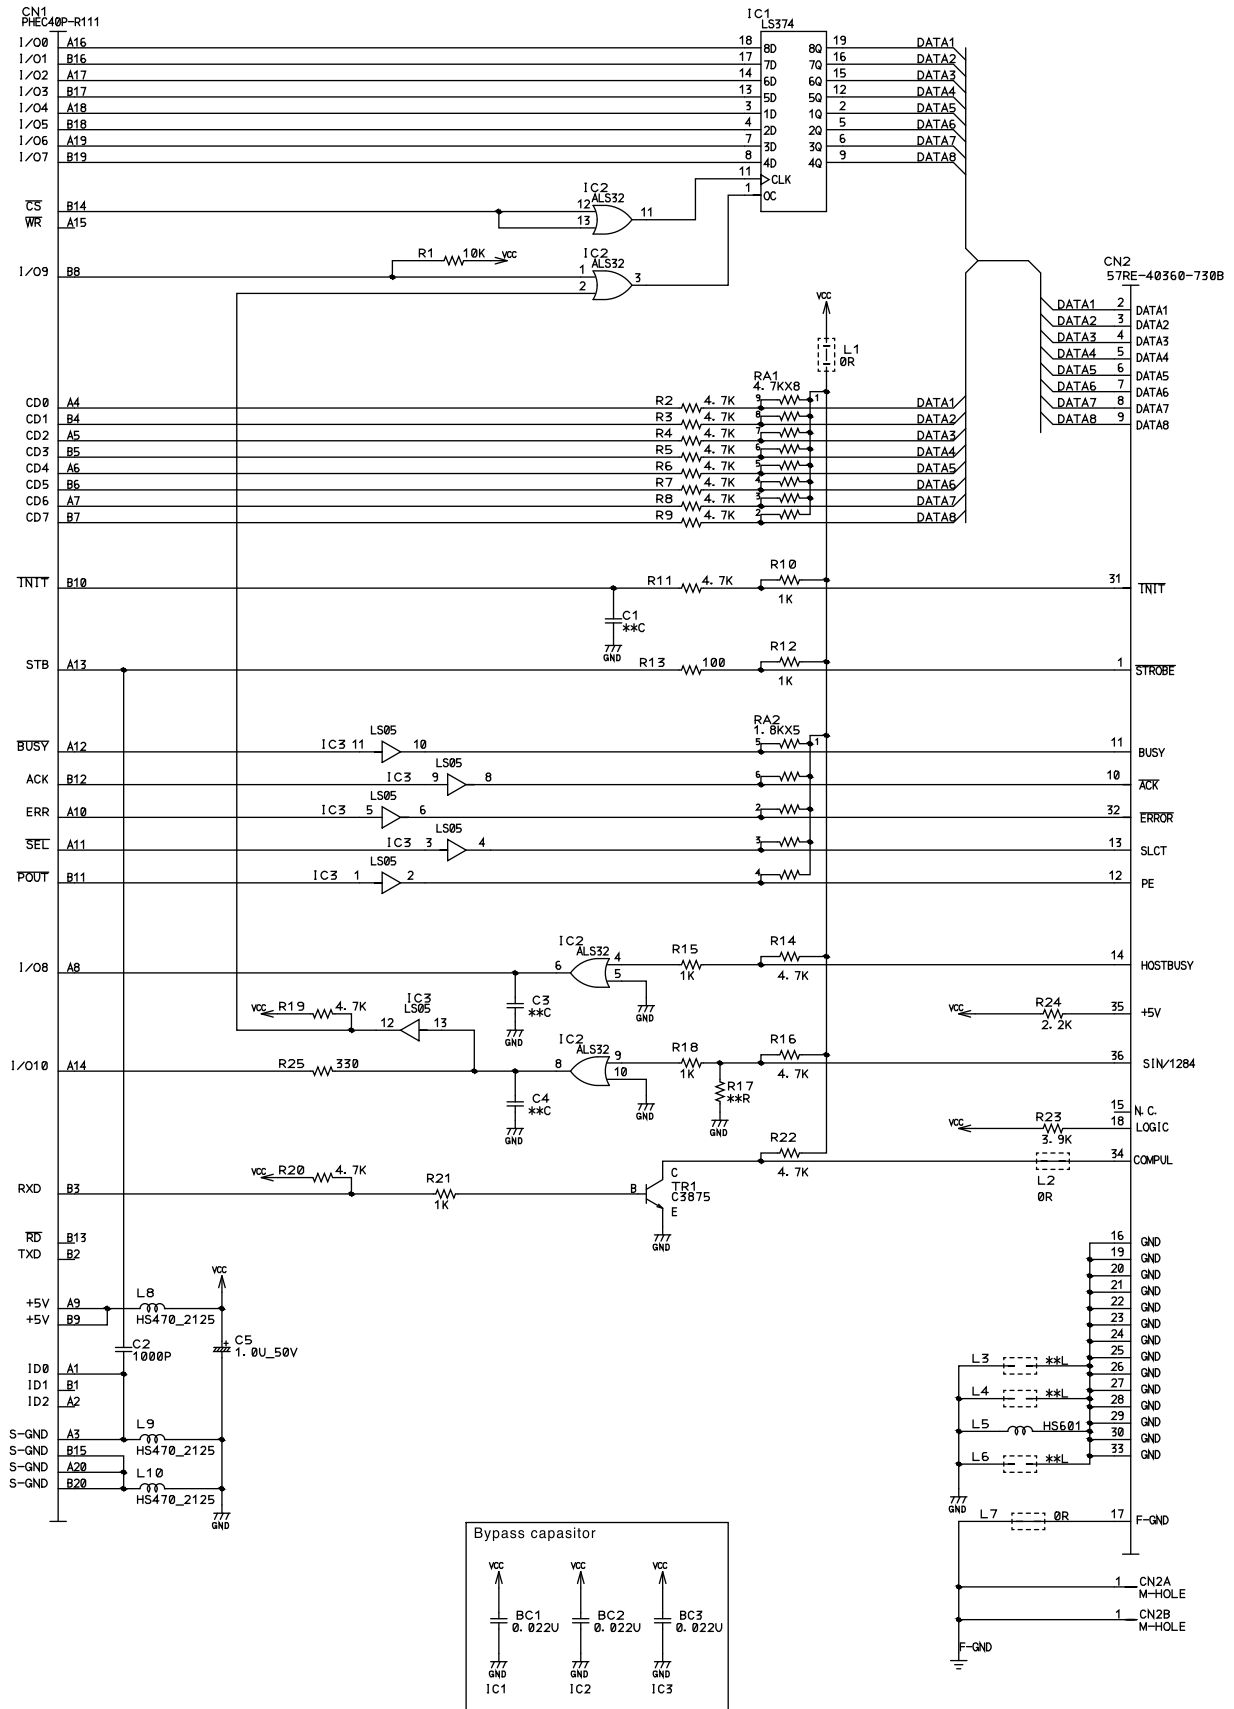 CN1
PHEC40P-R111
IC1
LS374
I/O0 A16 18 8D 8Q 19 DATA1
I/O1 B16 17 7D 7Q 16 DATA2
I/O2 A17 14 6D 6Q 15 DATA3
I/O3 B17 13 5D 5Q 12 DATA4
I/O4 A18 3 1D 1Q 2 DATA5
I/O5 B18 4 2D 2Q 5 DATA6
I/O6 A19 7 3D 3Q 6 DATA7
I/O7 B19 8 4D 4Q 9 DATA8
11 CLK
1 OC
IC2
ALS32
CS B14 12 11
WR A15 13
R1 10K VCC
IC2
ALS32
I/O9 B8 1 3
2
CN2
57RE-40360-730B
VCC
DATA1 2 DATA1
DATA2 3 DATA2
DATA3 4 DATA3
DATA4 5 DATA4
DATA5 6 DATA5
DATA6 7 DATA6
DATA7 8 DATA7
DATA8 9 DATA8
L1
0R
RA1
4.7KX8
CD0 A4 R2 4.7K 9 1 DATA1
CD1 B4 R3 4.7K 8 DATA2
CD2 A5 R4 4.7K 7 DATA3
CD3 B5 R5 4.7K 6 DATA4
CD4 A6 R6 4.7K 5 DATA5
CD5 B6 R7 4.7K 4 DATA6
CD6 A7 R8 4.7K 3 DATA7
CD7 B7 R9 4.7K 2 DATA8
R10
INIT B10 R11 4.7K 31 INIT
1K
C1
**C
GND
R12
STB A13 R13 100 1 STROBE
1K
RA2
1.8KX5
LS05
BUSY A12 IC3 11 10 5 1 11 BUSY
LS05
ACK B12 IC3 9 8 6 10 ACK
LS05
ERR A10 IC3 5 6 2 32 ERROR
LS05
SEL A11 IC3 3 4 3 13 SLCT
LS05
POUT B11 IC3 1 2 4 12 PE
IC2
ALS32
R15 R14
I/O8 A8 6 4 1K 4.7K 14 HOSTBUSY
5
GND
C3
**C
GND
VCC R19 4.7K
IC3
LS05
12 13
VCC R24 35 +5V
2.2K
IC2
ALS32
R18 R16
I/O10 A14 R25 330 8 9 1K 4.7K 36 SIN/1284
10
GND
C4
**C
GND
R17
**R
GND
15 N.C.
VCC R23 18 LOGIC
3.9K
R22
4.7K
34 COMPUL
L2
0R
VCC R20 4.7K
RXD B3 R21
1K
B
C
TR1
C3875
E
GND
RD B13
TXD B2
16 GND
19 GND
20 GND
21 GND
22 GND
23 GND
24 GND
25 GND
26 GND
27 GND
28 GND
29 GND
30 GND
33 GND
VCC
+5V A9 L8
+5V B9 HS470_2125
C2
1000P
+ C5
1.0U_50V
ID0 A1
ID1 B1
ID2 A2
S-GND A3 L9
S-GND B15 HS470_2125
S-GND A20 L10
S-GND B20 HS470_2125
GND
L3 **L
L4 **L
L5 HS601
L6 **L
GND
L7 0R 17 F-GND
1 CN2A
M-HOLE
1 CN2B
M-HOLE
F-GND
Bypass capasitor
VCC VCC VCC
BC1 BC2 BC3
0.022U 0.022U 0.022U
GND GND GND
IC1 IC2 IC3